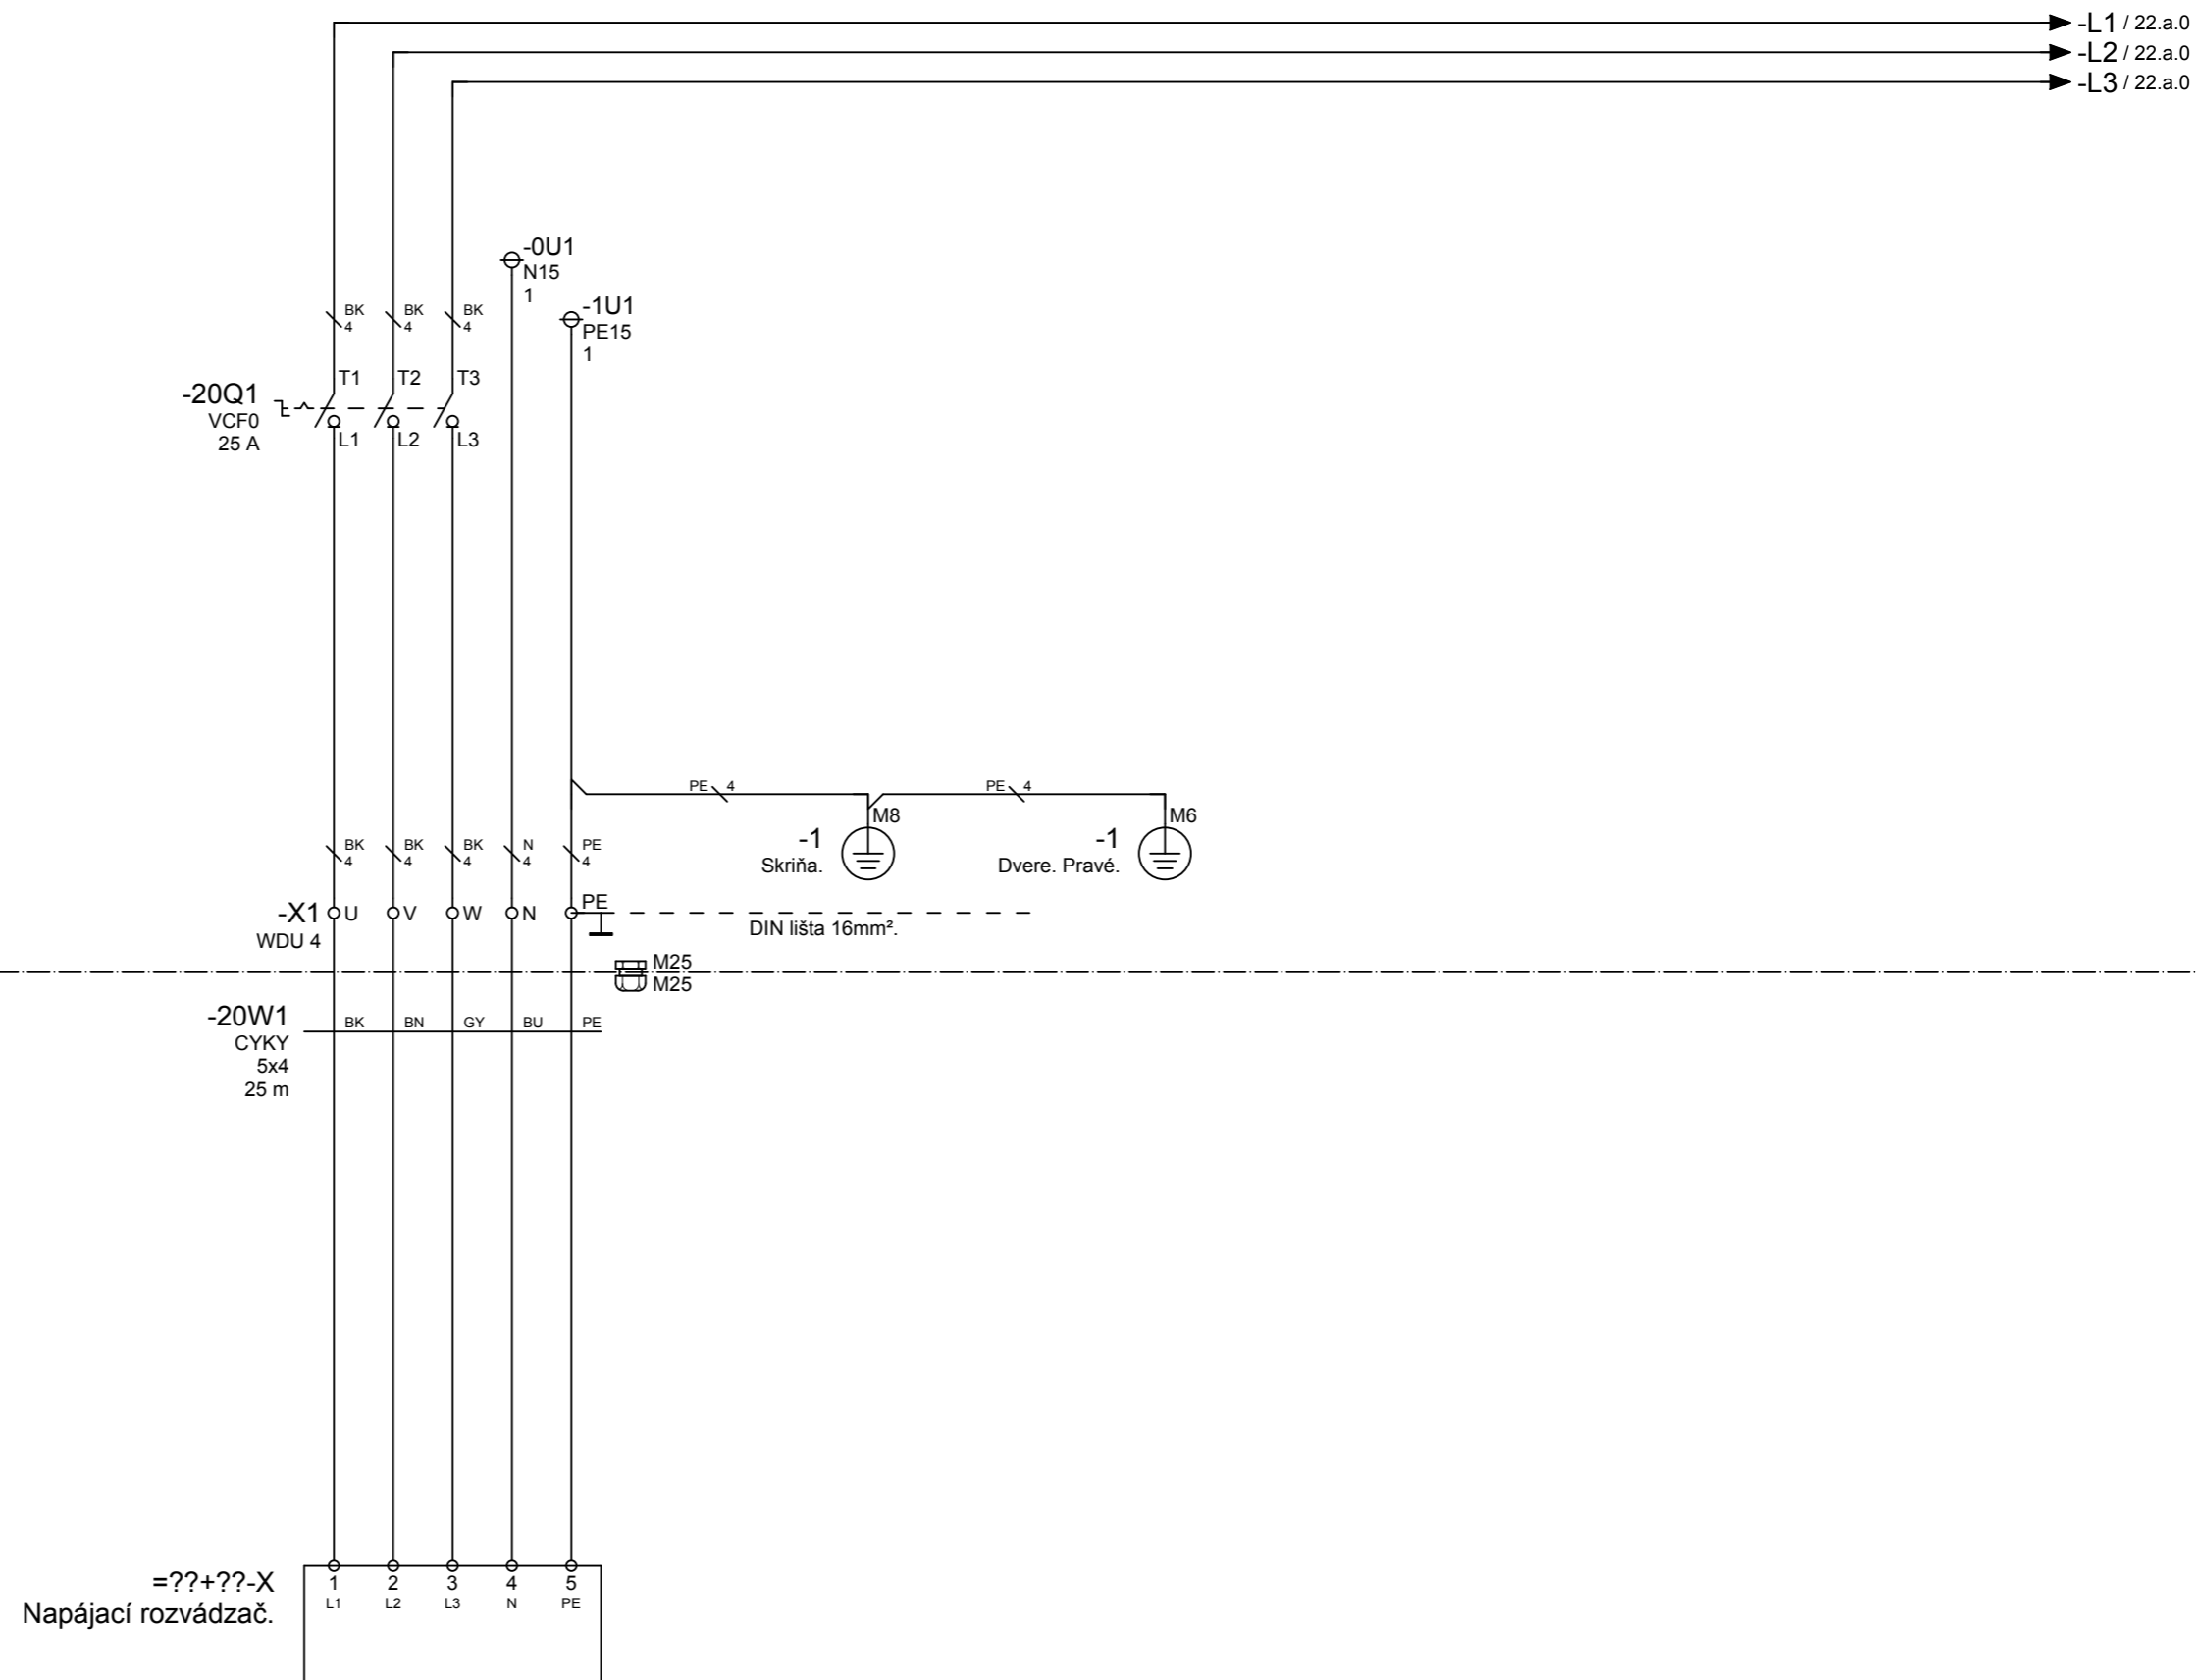 -L1 / 22.a.0
-L2 / 22.a.0
-L3 / 22.a.0
-0U1
N15
1
-1U1
PE15
1
BK 4
BK 4
BK 4
T1 T2 T3
-20Q1
VCF0
25 A
L1 L2 L3
PE 4
PE 4
M8
M6
-1
Skriňa.
-1
Dvere. Pravé.
BK 4
BK 4
BK 4
N 4
PE 4
-X1 U V W N PE
WDU 4
DIN lišta 16mm².
M25
M25
-20W1
CYKY
5x4
25 m
BK BN GY BU PE
=??+??-X
Napájací rozvádzač.
1 2 3 4 5
L1 L2 L3 N PE